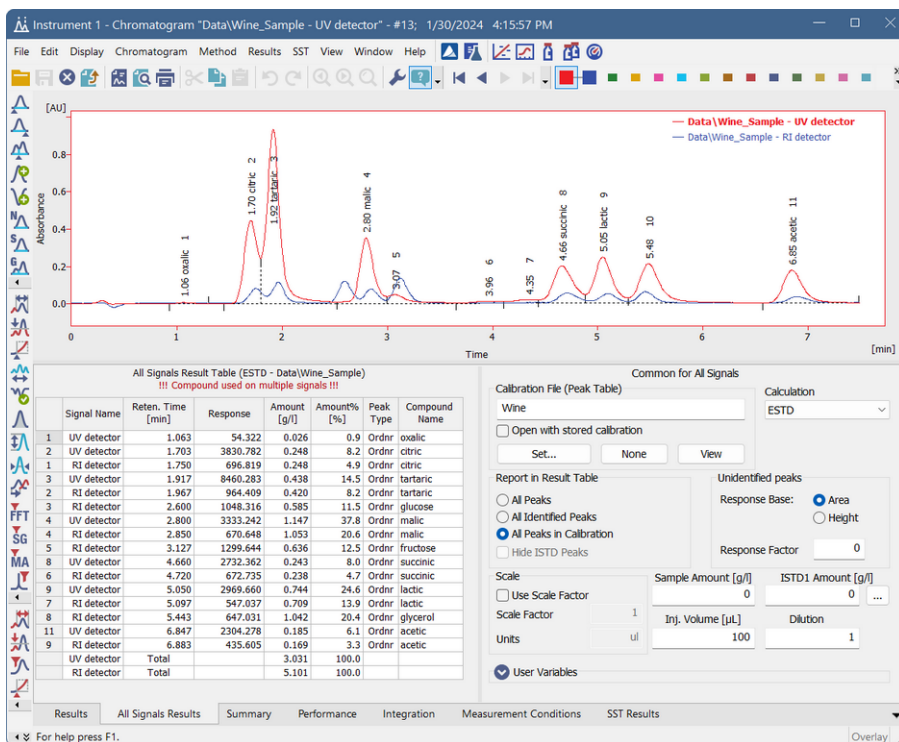 Instrument 1 - Chromatogram "Data\Wine_Sample - UV detector" - #13;  1/30/2024  4:15:57 PM
File Edit Display Chromatogram Method Results SST View Window Help
[AU]
Data\Wine_Sample - UV detector
Data\Wine_Sample - RI detector
Absorbance
0.8
0.6
0.4
0.2
0.0
1.06 oxalic 1
1.70 citric 2
1.92 tartaric 3
2.80 malic 4
3.07 5
3.96 6
4.35 7
4.66 succinic 8
5.05 lactic 9
5.48 10
6.85 acetic 11
0 1 2 3 4 5 6 7
Time
[min]
N
S
G
FFT
SG
MA
All Signals Result Table (ESTD - Data\Wine_Sample)
!!! Compound used on multiple signals !!!
Signal Name Reten. Time [min] Response Amount [g/l] Amount% [%] Peak Type Compound Name
1 UV detector 1.063 54.322 0.026 0.9 Ordnr oxalic
2 UV detector 1.703 3830.782 0.248 8.2 Ordnr citric
1 RI detector 1.750 696.819 0.248 4.9 Ordnr citric
3 UV detector 1.917 8460.283 0.438 14.5 Ordnr tartaric
2 RI detector 1.967 964.409 0.420 8.2 Ordnr tartaric
3 RI detector 2.600 1048.316 0.585 11.5 Ordnr glucose
4 UV detector 2.800 3333.242 1.147 37.8 Ordnr malic
4 RI detector 2.850 670.648 1.053 20.6 Ordnr malic
5 RI detector 3.127 1299.644 0.636 12.5 Ordnr fructose
8 UV detector 4.660 2732.362 0.243 8.0 Ordnr succinic
6 RI detector 4.720 672.735 0.238 4.7 Ordnr succinic
9 UV detector 5.050 2969.660 0.744 24.6 Ordnr lactic
7 RI detector 5.097 547.037 0.709 13.9 Ordnr lactic
8 RI detector 5.443 647.031 1.042 20.4 Ordnr glycerol
11 UV detector 6.847 2304.278 0.185 6.1 Ordnr acetic
9 RI detector 6.883 435.605 0.169 3.3 Ordnr acetic
UV detector Total 3.031 100.0
RI detector Total 5.101 100.0
Common for All Signals
Calibration File (Peak Table)
Wine
Open with stored calibration
Set... None View
Calculation
ESTD
Report in Result Table
All Peaks
All Identified Peaks
All Peaks in Calibration
Hide ISTD Peaks
Unidentified peaks
Response Base: Area
Height
Response Factor 0
Scale
Use Scale Factor
Scale Factor 1
Units ul
Sample Amount [g/l]
0
ISTD1 Amount [g/l]
0 ...
Inj. Volume [µL]
100
Dilution
1
User Variables
Results All Signals Results Summary Performance Integration Measurement Conditions SST Results
For help press F1.
Overlay